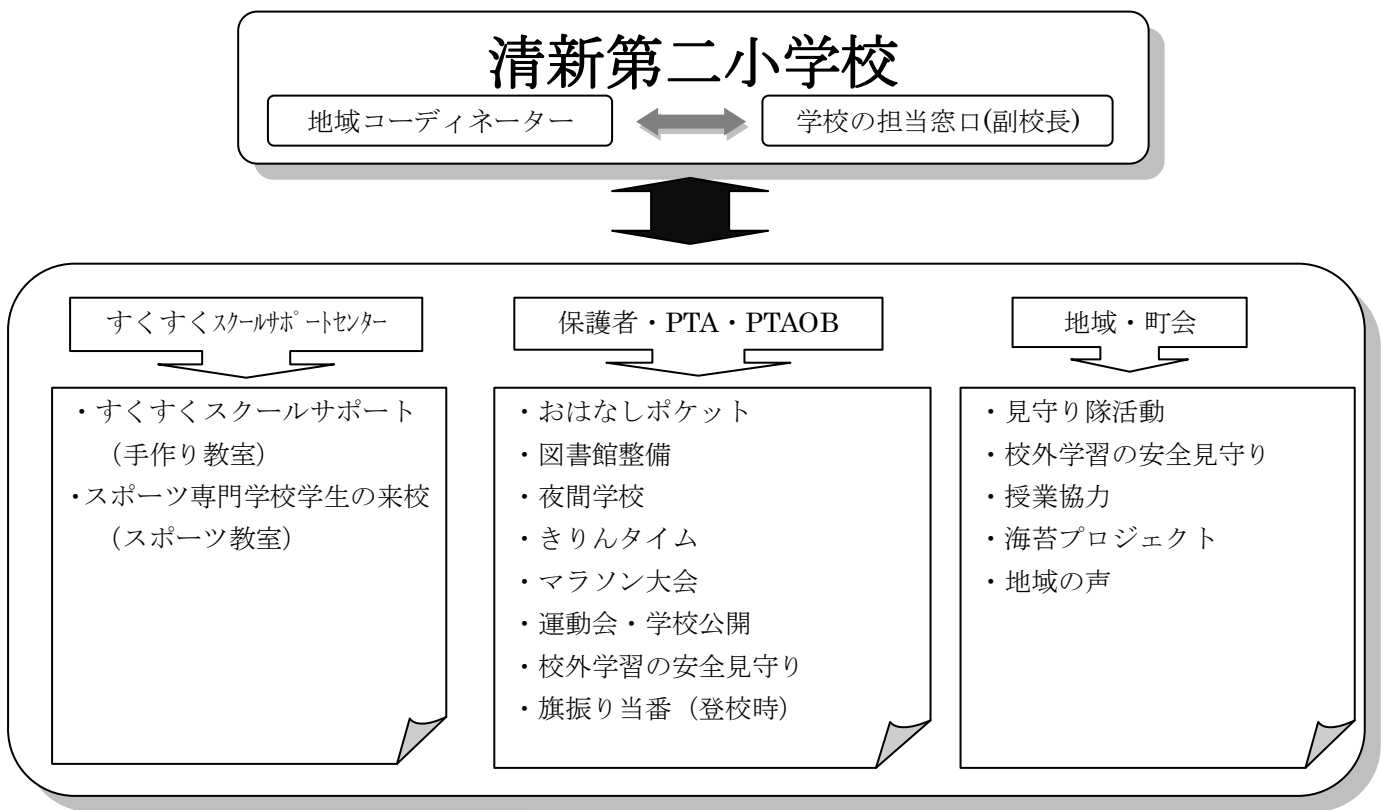 清新第二小学校
地域コーディネーター
学校の担当窓口(副校長)
すくすくスクールサポートセンター
・すくすくスクールサポート
(手作り教室)
・スポーツ専門学校学生の来校
(スポーツ教室)
保護者・PTA・PTAOB
・おはなしポケット
・図書館整備
・夜間学校
・きりんタイム
・マラソン大会
・運動会・学校公開
・校外学習の安全見守り
・旗振り当番(登校時)
地域・町会
・見守り隊活動
・校外学習の安全見守り
・授業協力
・海苔プロジェクト
・地域の声